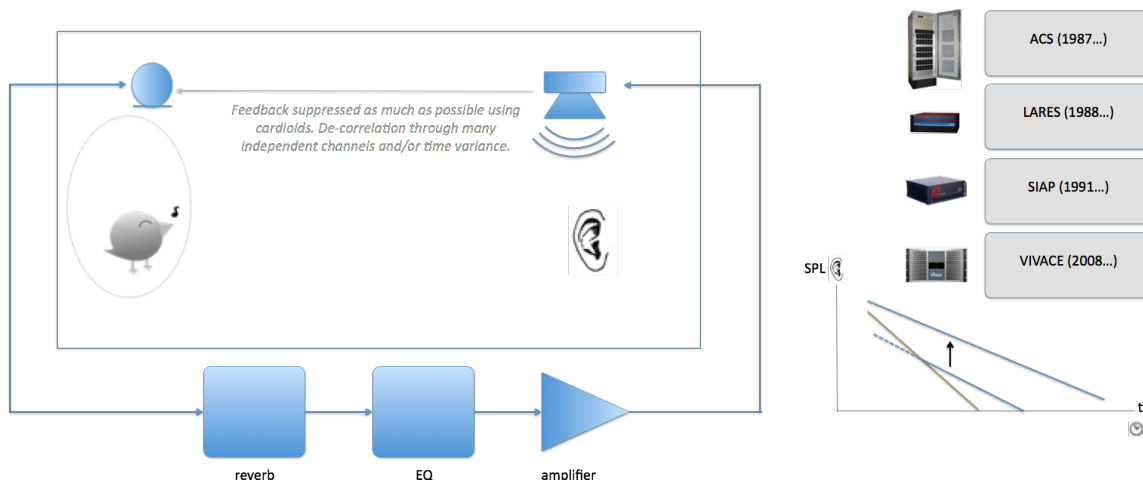 Feedback suppressed as much as possible using
cardioids. De-correlation through many
independent channels and/or time variance.
reverb
EQ
amplifier
ACS (1987...)
LARES (1988...)
SIAP (1991...)
VIVACE (2008...)
SPL
t